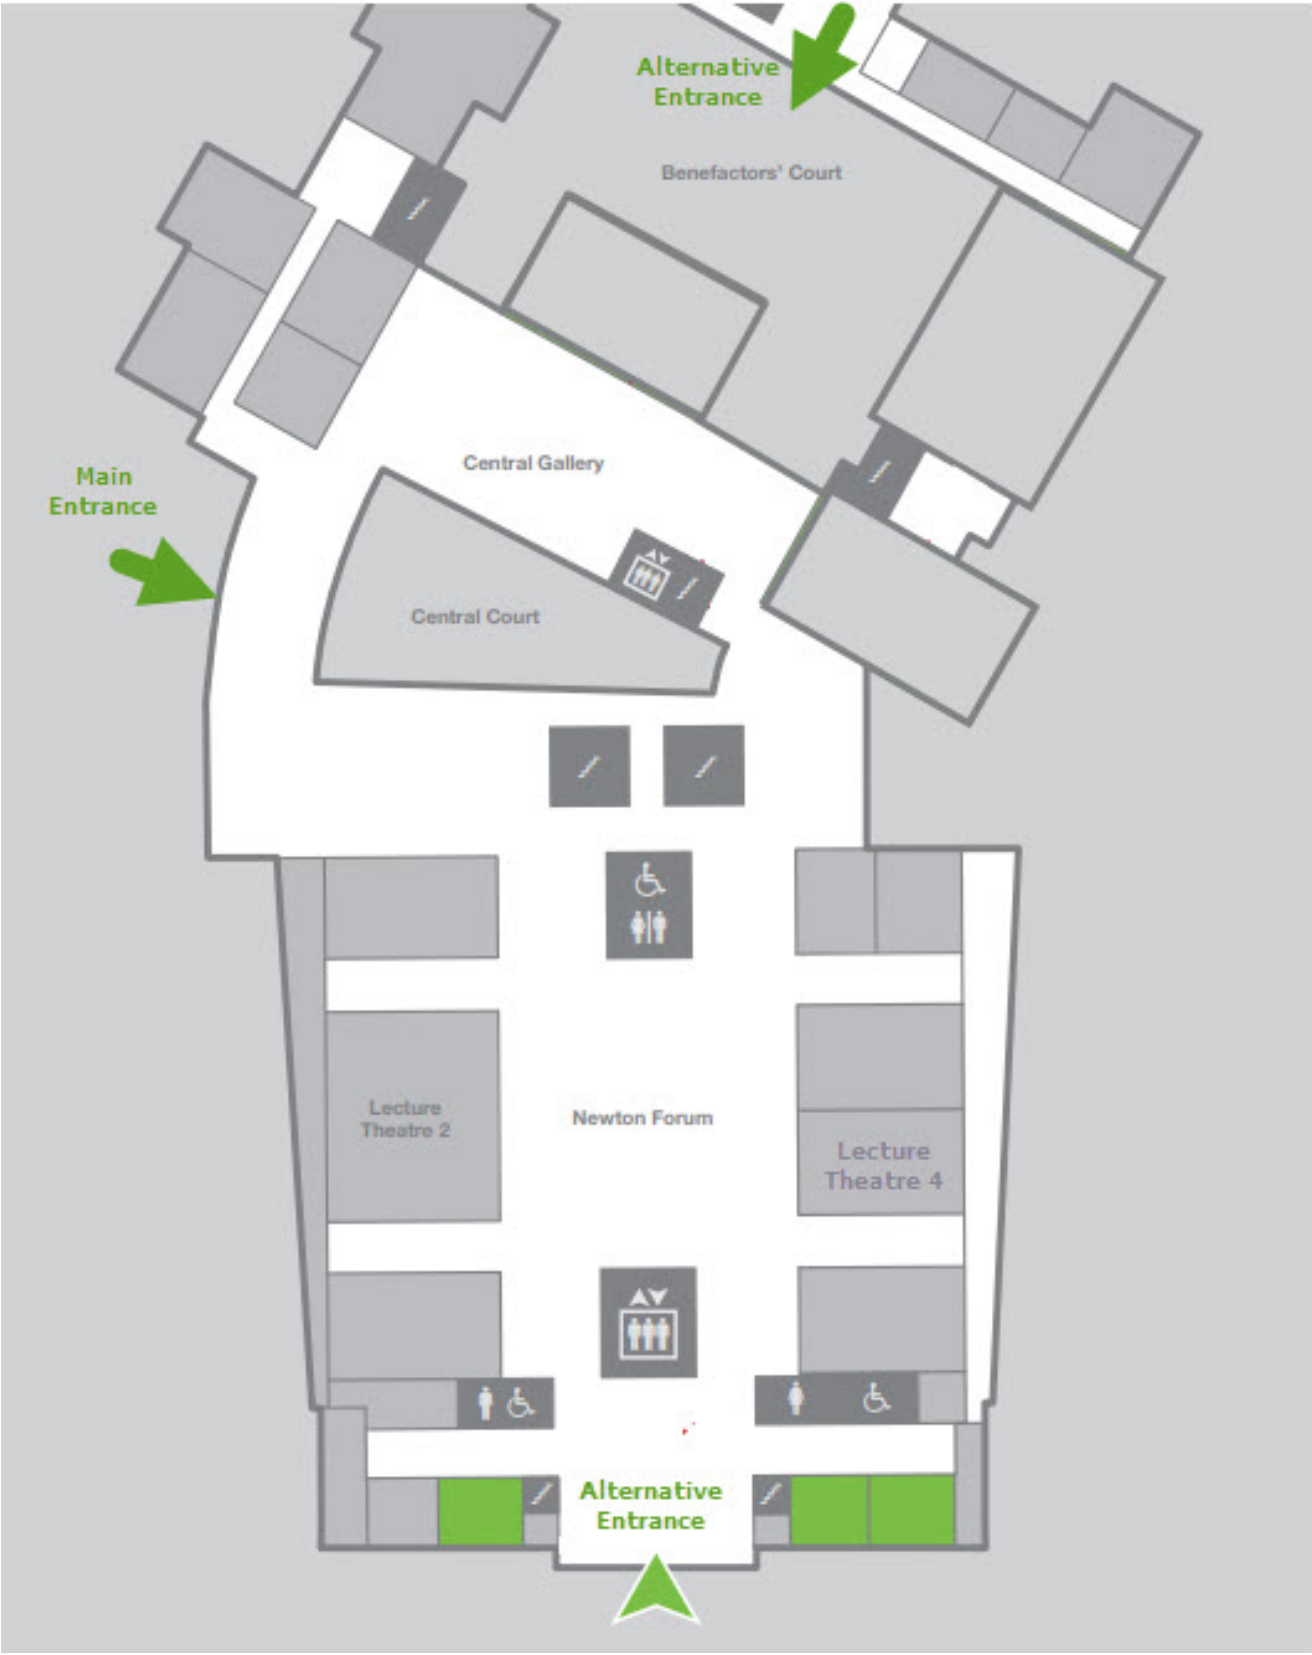 Alternative
Entrance
Benefactors' Court
Central Gallery
Main
Entrance
Central Court
Lecture
Theatre 2
Newton Forum
Lecture
Theatre 4
Alternative
Entrance